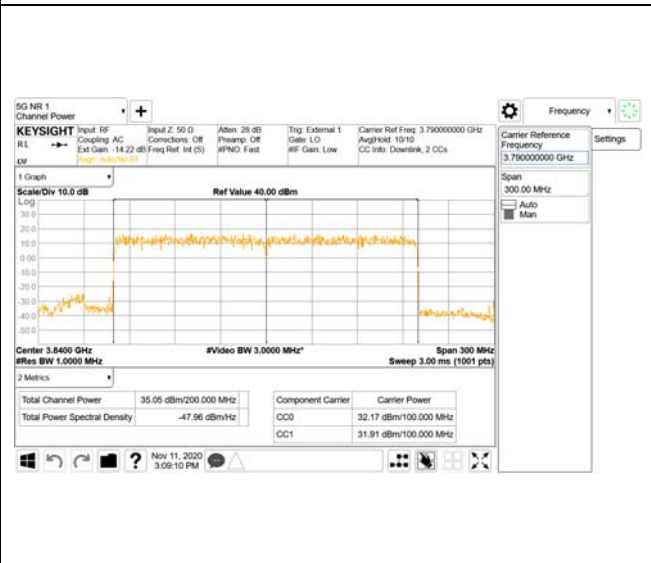 5G NR 1
Channel Power
Frequency
KEYSIGHT
Input: RF
Input Z: 50 Ω
Atten: 28 dB
Trig: External 1
Carrier Ref Freq: 3.790000000 GHz
RL
Coupling: AC
Corrections: Off
Preamp: Off
Gate: LO
Avg|Hold: 10/10
Ext Gain: -14.22 dB
Freq Ref: Int (S)
#PNO: Fast
#IF Gain: Low
CC Info: Downlink, 2 CCs
Align: Auto/No RF
Carrier Reference
Frequency
3.790000000 GHz
Settings
Span
300.00 MHz
Auto
Man
1 Graph
Scale/Div 10.0 dB
Ref Value 40.00 dBm
Log
30.0
20.0
10.0
0.00
-10.0
-20.0
-30.0
-40.0
-50.0
Center 3.8400 GHz
#Video BW 3.0000 MHz*
Span 300 MHz
#Res BW 1.0000 MHz
Sweep 3.00 ms (1001 pts)
2 Metrics
Total Channel Power
35.05 dBm/200.000 MHz
Total Power Spectral Density
-47.96 dBm/Hz
Component Carrier
Carrier Power
CC0
32.17 dBm/100.000 MHz
CC1
31.91 dBm/100.000 MHz
Nov 11, 2020
3:09:10 PM